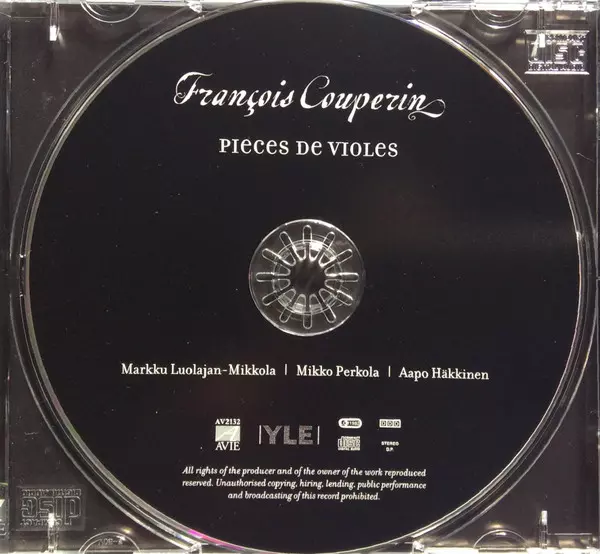 François Couperin
PIECES DE VIOLES
Markku Luolajan-Mikkola | Mikko Perkola | Aapo Häkkinen
AV2132
AVIE
|YLE|
DDD
STEREO
D.P.
All rights of the producer and of the owner of the work reproduced
reserved. Unauthorised copying, hiring, lending, public performance
and broadcasting of this record prohibited.